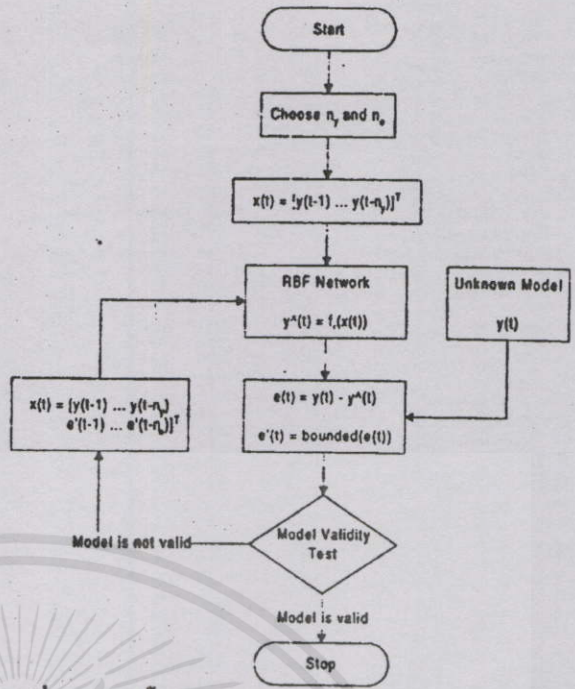 Start
Choose n_y and n_e
x(t) = [y(t-1) ... y(t-n_y)]^T
RBF Network
y^(t) = f_r(x(t))
Unknown Model
y(t)
e(t) = y(t) - y^(t)
e'(t) = bounded(e(t))
x(t) = [y(t-1) ... y(t-n_y)
e'(t-1) ... e'(t-n_e)]^T
Model Validity
Test
Model is not valid
Model is valid
Stop